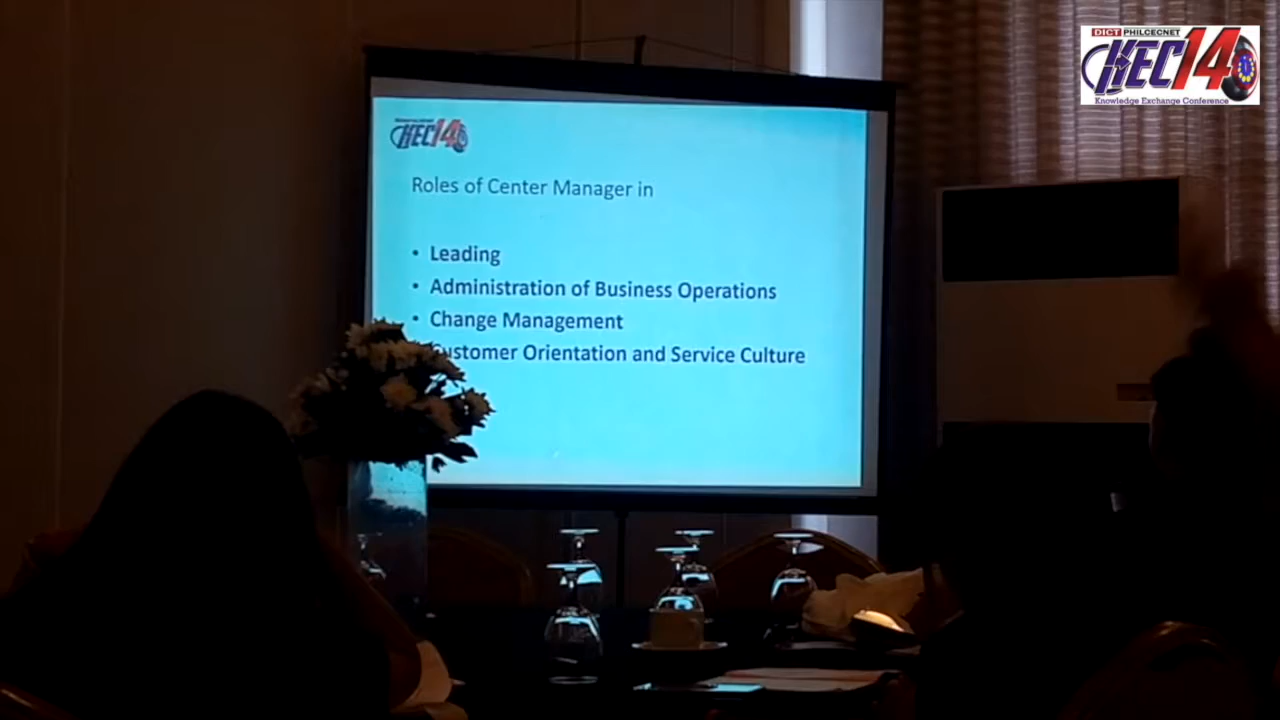 DICT PHILCECNET
KEC14
Knowledge Exchange Conference
KEC14
Roles of Center Manager in
• Leading
• Administration of Business Operations
• Change Management
Customer Orientation and Service Culture